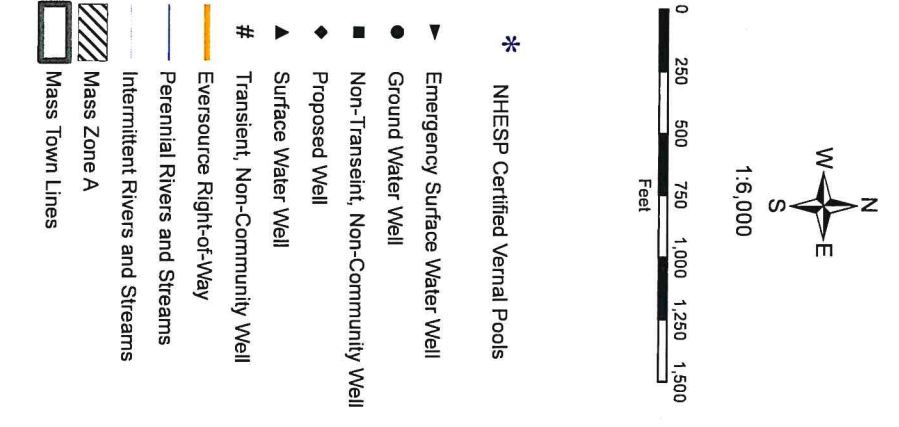 N
W E
S
1:6,000
0 250 500 750 1,000 1,250 1,500
Feet
* NHESP Certified Vernal Pools
Emergency Surface Water Well
Ground Water Well
Non-Transeint, Non-Community Well
Proposed Well
Surface Water Well
# Transient, Non-Community Well
Eversource Right-of-Way
Perennial Rivers and Streams
Intermittent Rivers and Streams
Mass Zone A
Mass Town Lines